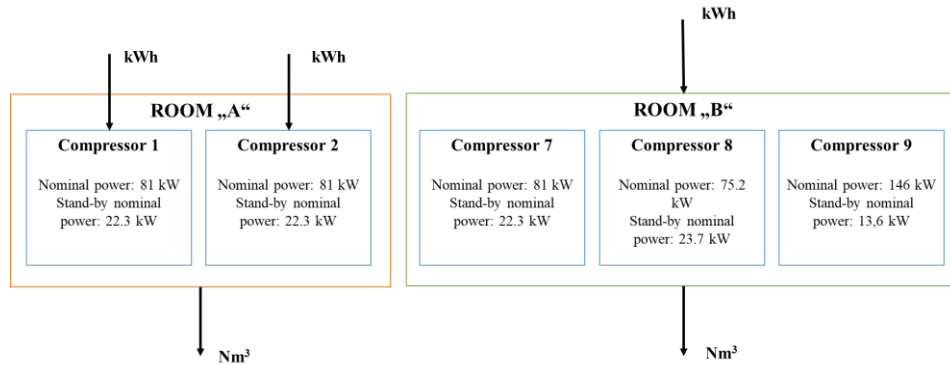 kWh
kWh
kWh
ROOM „A“
ROOM „B“
Compressor 1
Nominal power: 81 kW
Stand-by nominal
power: 22.3 kW
Compressor 2
Nominal power: 81 kW
Stand-by nominal
power: 22.3 kW
Compressor 7
Nominal power: 81 kW
Stand-by nominal
power: 22.3 kW
Compressor 8
Nominal power: 75.2
kW
Stand-by nominal
power: 23.7 kW
Compressor 9
Nominal power: 146 kW
Stand-by nominal
power: 13,6 kW
Nm³
Nm³